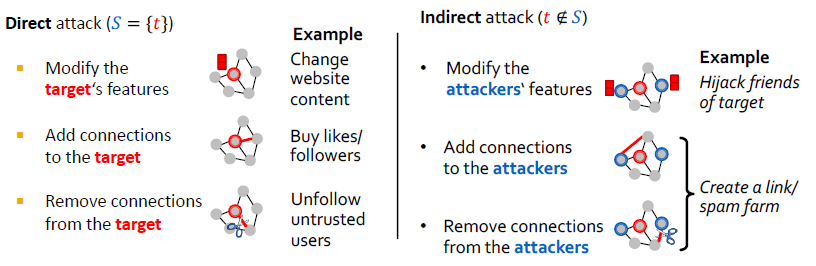 Direct attack (S = {t})
Example
Modify the
target's features
Change
website
content
Add connections
to the target
Buy likes/
followers
Remove connections
from the target
Unfollow
untrusted
users
Indirect attack (t ∉ S)
Example
Modify the
attackers' features
Hijack friends
of target
Add connections
to the attackers
Remove connections
from the attackers
Create a link/
spam farm